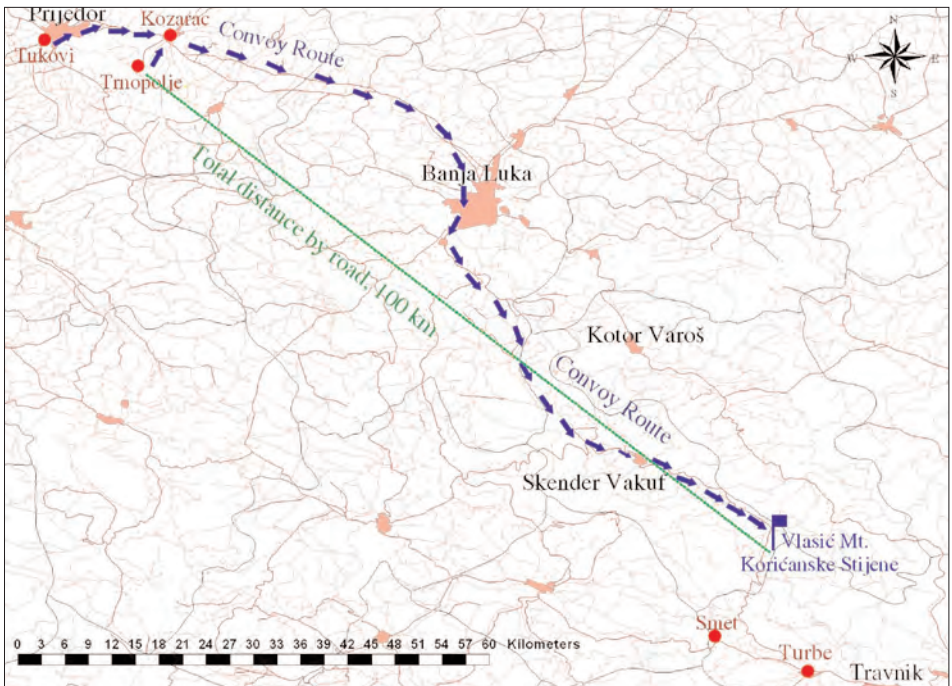 Prijedor
Kozarac
Tukovi
Trnopolje
Convoy Route
N
W E
S
Banja Luka
Total distance by road, 100 km
Kotor Varoš
Convoy Route
Skender Vakuf
Vlasić Mt.
Korićanske Stijene
Smet
Turbe
Travnik
0 3 6 9 12 15 18 21 24 27 30 33 36 39 42 45 48 51 54 57 60 Kilometers